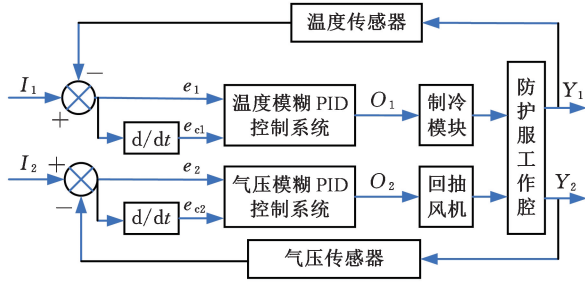 温度传感器
I1
−
+
e1
d/dt
ec1
温度模糊 PID
控制系统
O1
制冷
模块
防护服工作腔
Y1
I2
+
−
e2
d/dt
ec2
气压模糊 PID
控制系统
O2
回抽
风机
Y2
气压传感器